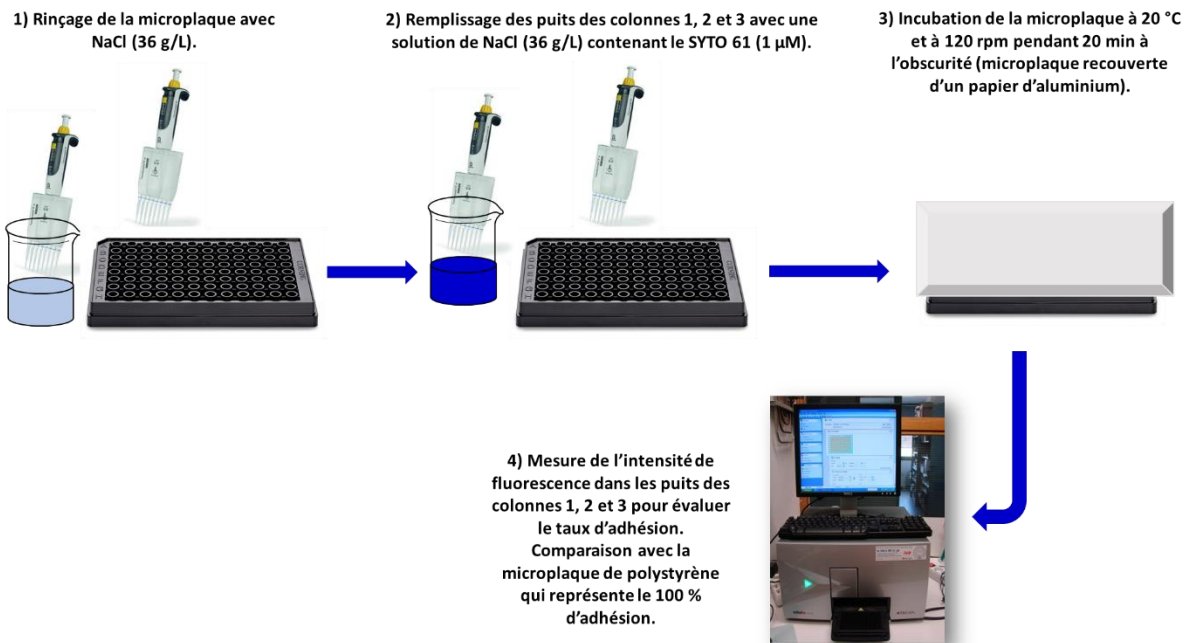 1) Rinçage de la microplaque avec
NaCl (36 g/L).
2) Remplissage des puits des colonnes 1, 2 et 3 avec une
solution de NaCl (36 g/L) contenant le SYTO 61 (1 µM).
3) Incubation de la microplaque à 20 °C
et à 120 rpm pendant 20 min à
l’obscurité (microplaque recouverte
d’un papier d’aluminium).
4) Mesure de l’intensité de
fluorescence dans les puits des
colonnes 1, 2 et 3 pour évaluer
le taux d’adhésion.
Comparaison avec la
microplaque de polystyrène
qui représente le 100 %
d’adhésion.